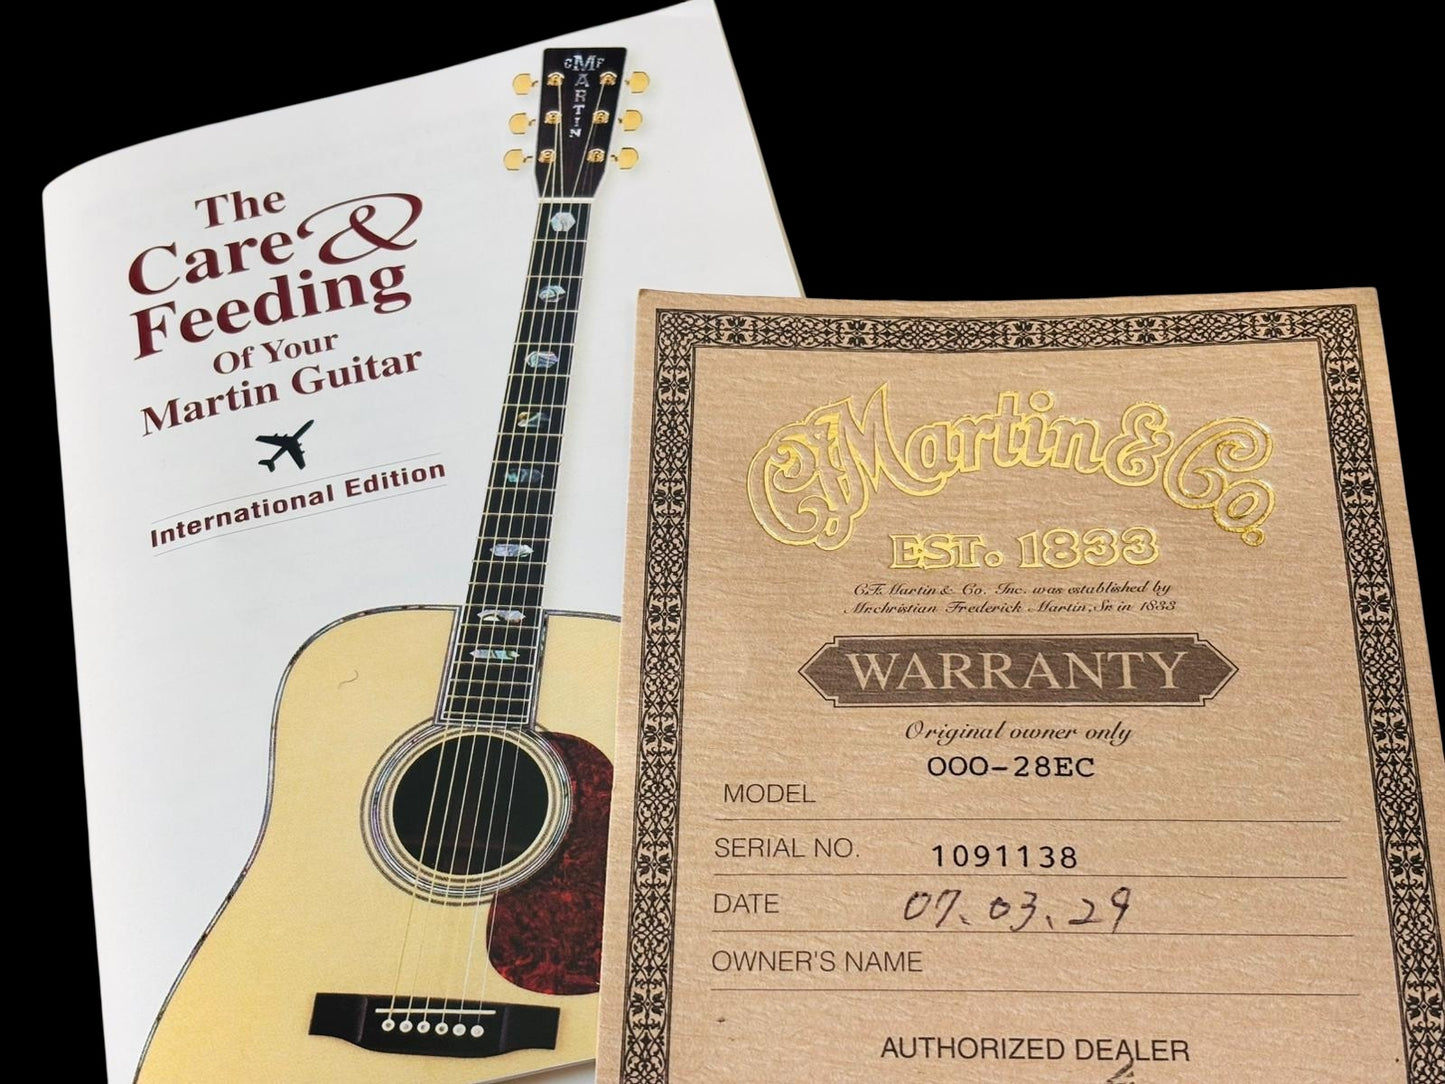 CMF
MARTIN
The
Care &
Feeding
Of Your
Martin Guitar
International Edition
C.F. Martin & Co.
EST. 1833
C.F. Martin & Co. Inc. was established by
Mr.christian Frederick Martin, Sr. in 1833
WARRANTY
Original owner only
000-28EC
MODEL
SERIAL NO. 1091138
DATE 07.03.29
OWNER'S NAME
AUTHORIZED DEALER